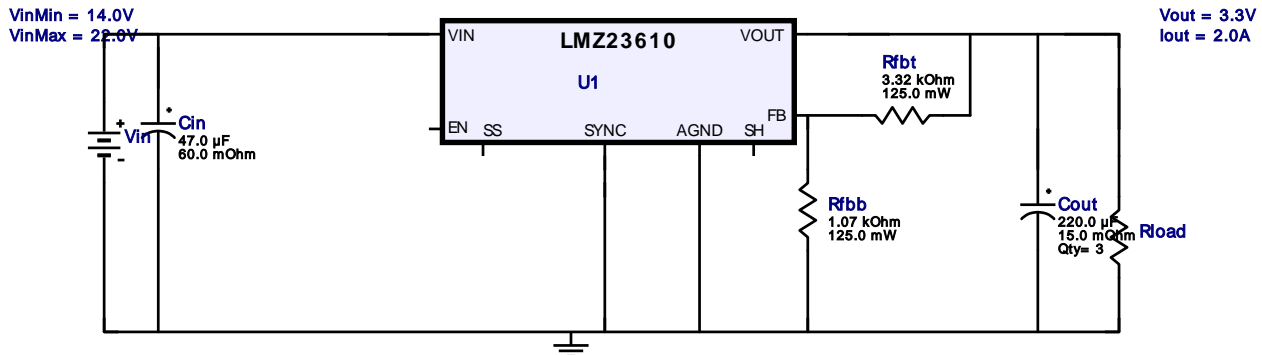 VinMin = 14.0V
VinMax = 22.0V
Vout = 3.3V
Iout = 2.0A
VIN
LMZ23610
VOUT
U1
Rfbt
3.32 kOhm
125.0 mW
FB
EN
SS
SYNC
AGND
SH
+
Vin
-
+
Cin
47.0 µF
60.0 mOhm
Rfbb
1.07 kOhm
125.0 mW
+
Cout
220.0 µF
15.0 mOhm
Qty= 3
Rload